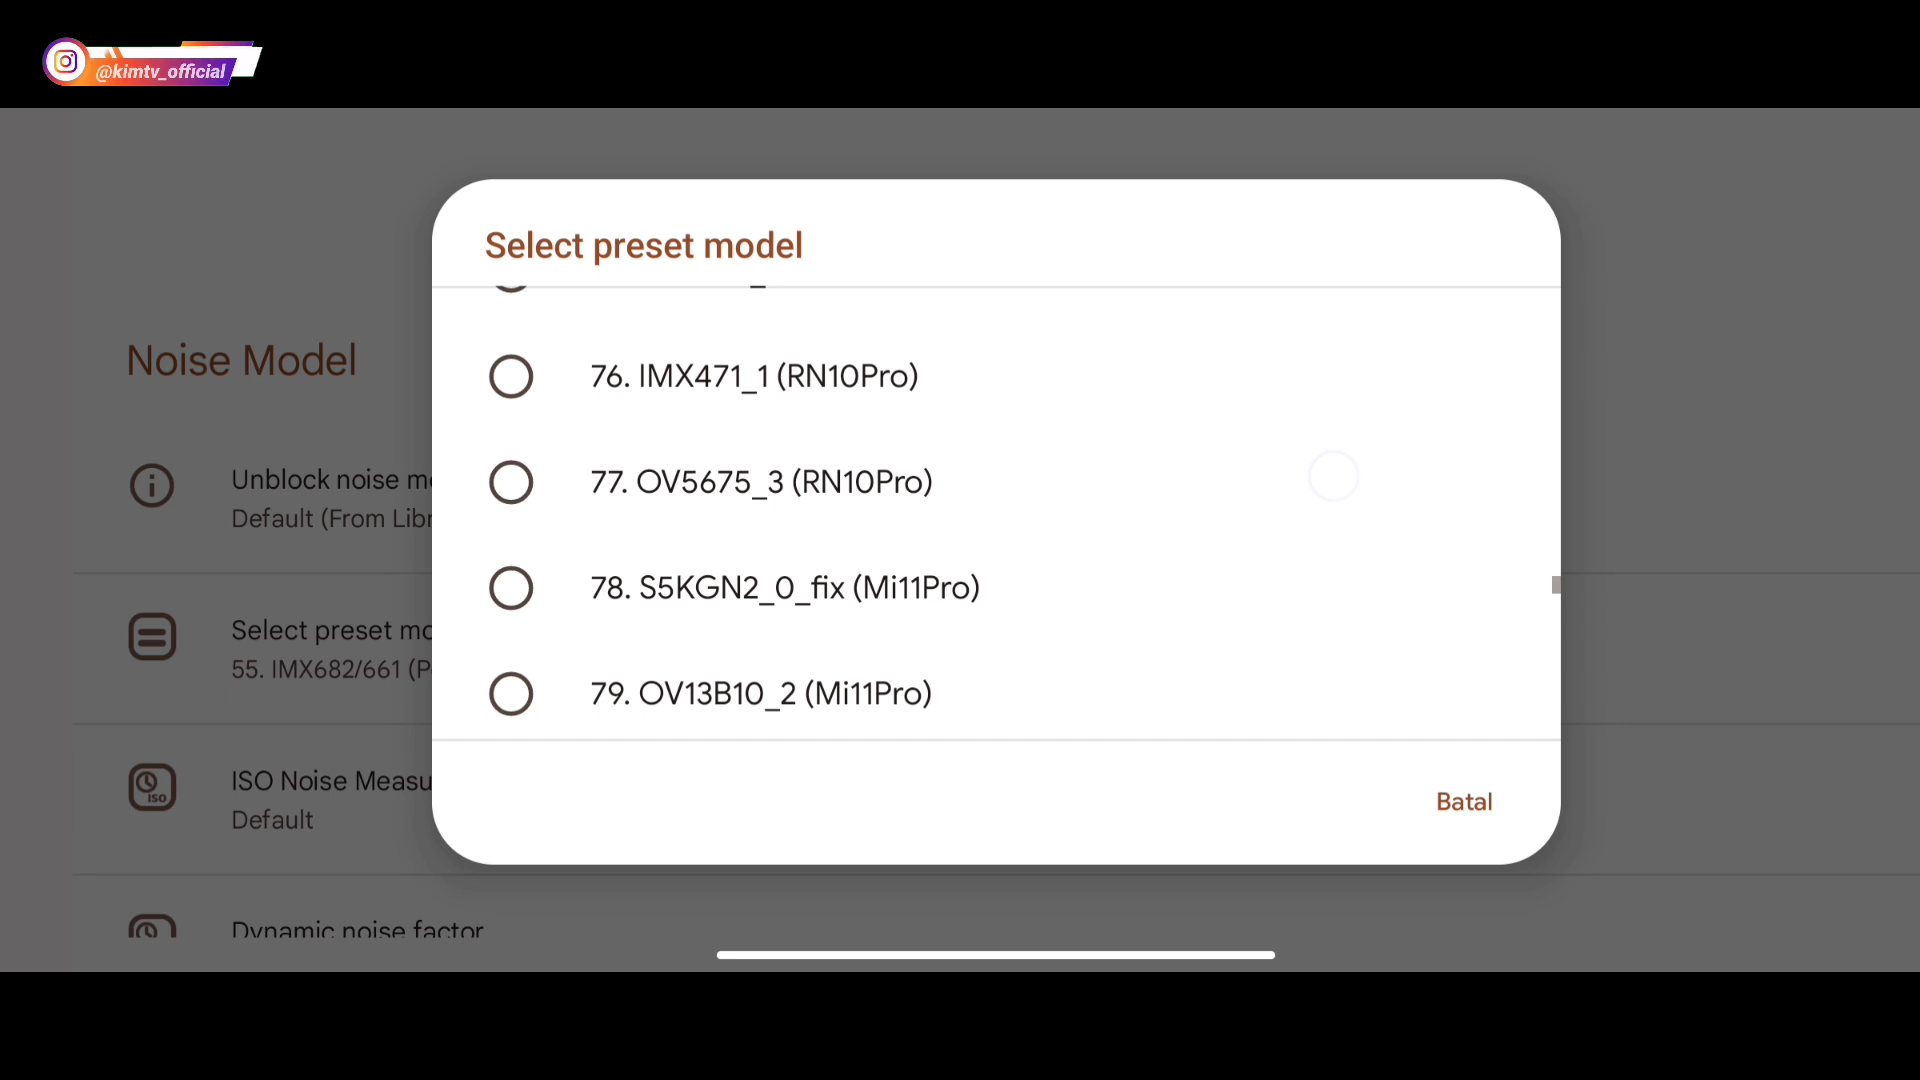 @kimtv_official
Select preset model
76. IMX471_1 (RN10Pro)
77. OV5675_3 (RN10Pro)
78. S5KGN2_0_fix (Mi11Pro)
79. OV13B10_2 (Mi11Pro)
Batal
Noise Model
Unblock noise m
Default (From Libr
Select preset mo
55. IMX682/661 (P
ISO Noise Measu
Default
ISO
Dynamic noise factor